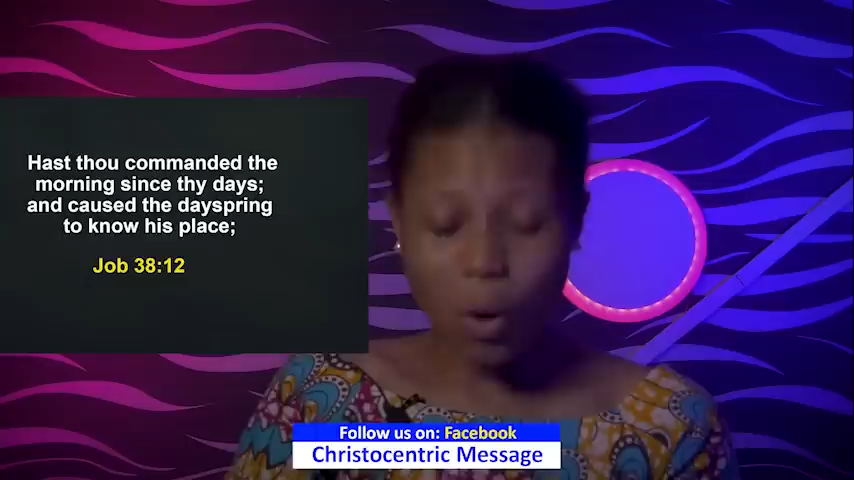 Hast thou commanded the
morning since thy days;
and caused the dayspring
to know his place;
Job 38:12
Follow us on: Facebook
Christocentric Message